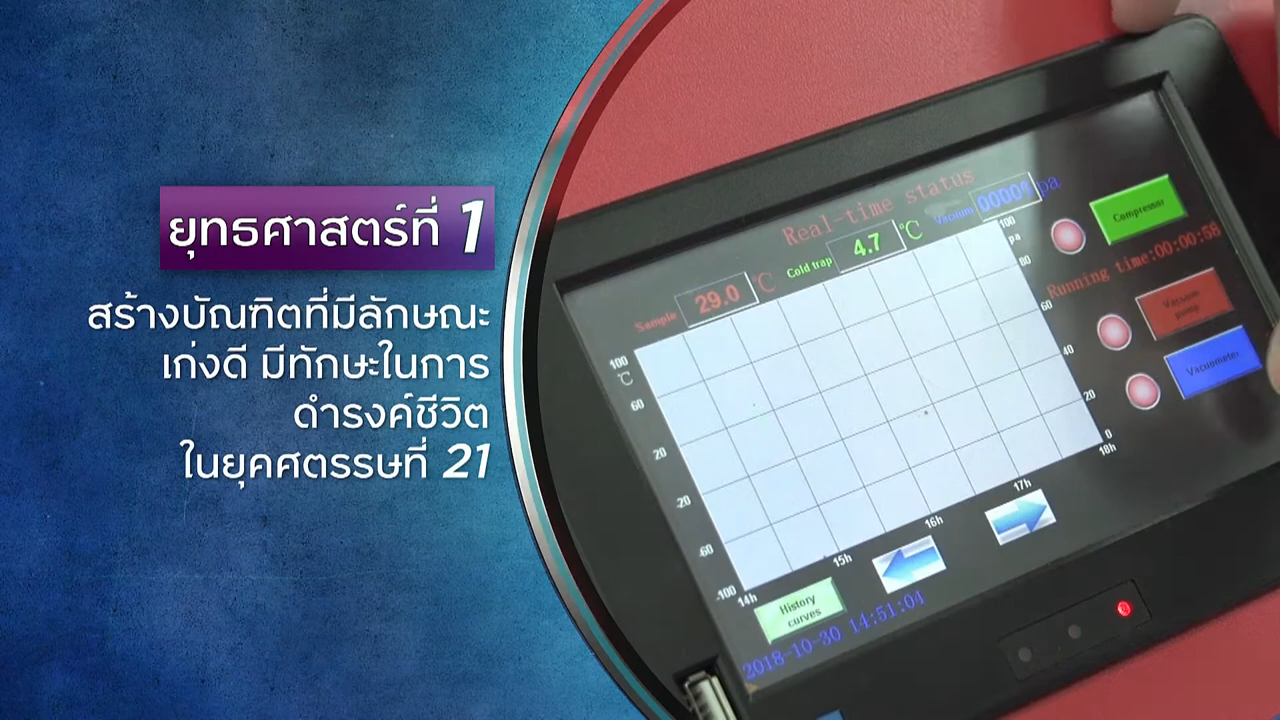 ยุทธศาสตร์ที่ 1
สร้างบัณฑิตที่มีลักษณะ
เก่งดี มีทักษะในการ
ดำรงค์ชีวิต
ในยุคศตรรษที่ 21
Real-time status
Sample 29.0 ℃
Cold trap 4.7 ℃
Vacuum 00001 pa
Compressor
Running time:00:00:58
Vacuum pump
Vacuometer
100
℃
60
20
-20
-60
-100
100
pa
80
60
40
20
0
14h
15h
16h
17h
18h
History
curves
2018-10-30 14:51:04